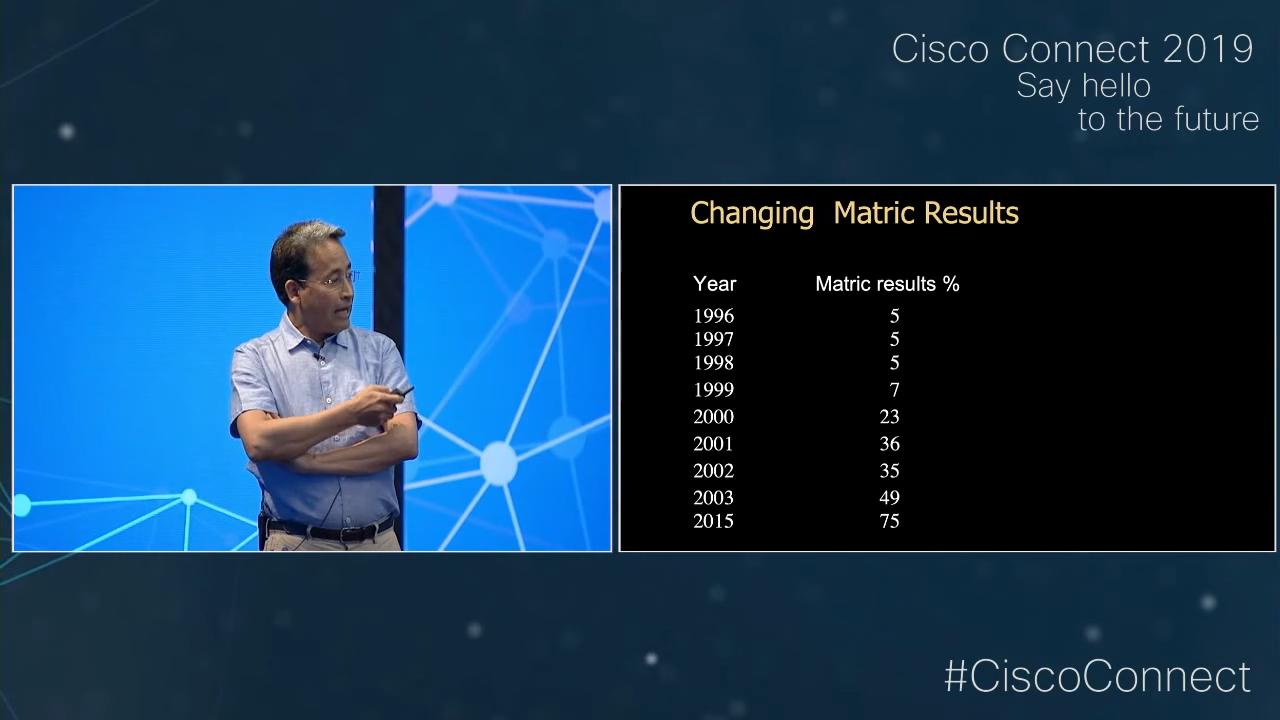 Cisco Connect 2019
Say hello
to the future
Changing Matric Results
Year Matric results %
1996 5
1997 5
1998 5
1999 7
2000 23
2001 36
2002 35
2003 49
2015 75
#CiscoConnect